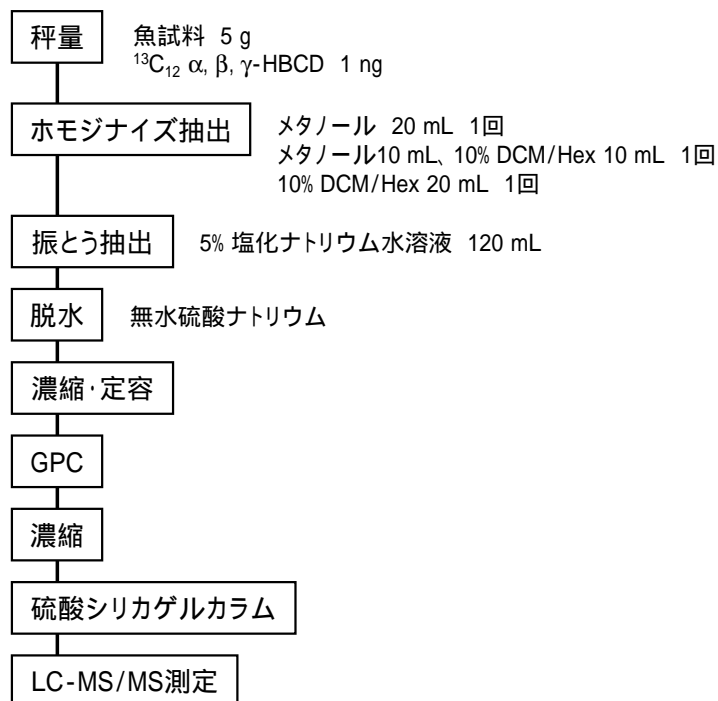 秤量
魚試料 5 g
¹³C₁₂ α, β, γ-HBCD 1 ng
ホモジナイズ抽出
メタノール 20 mL 1回
メタノール10 mL、10% DCM/Hex 10 mL 1回
10% DCM/Hex 20 mL 1回
振とう抽出
5% 塩化ナトリウム水溶液 120 mL
脱水
無水硫酸ナトリウム
濃縮・定容
GPC
濃縮
硫酸シリカゲルカラム
LC-MS/MS測定